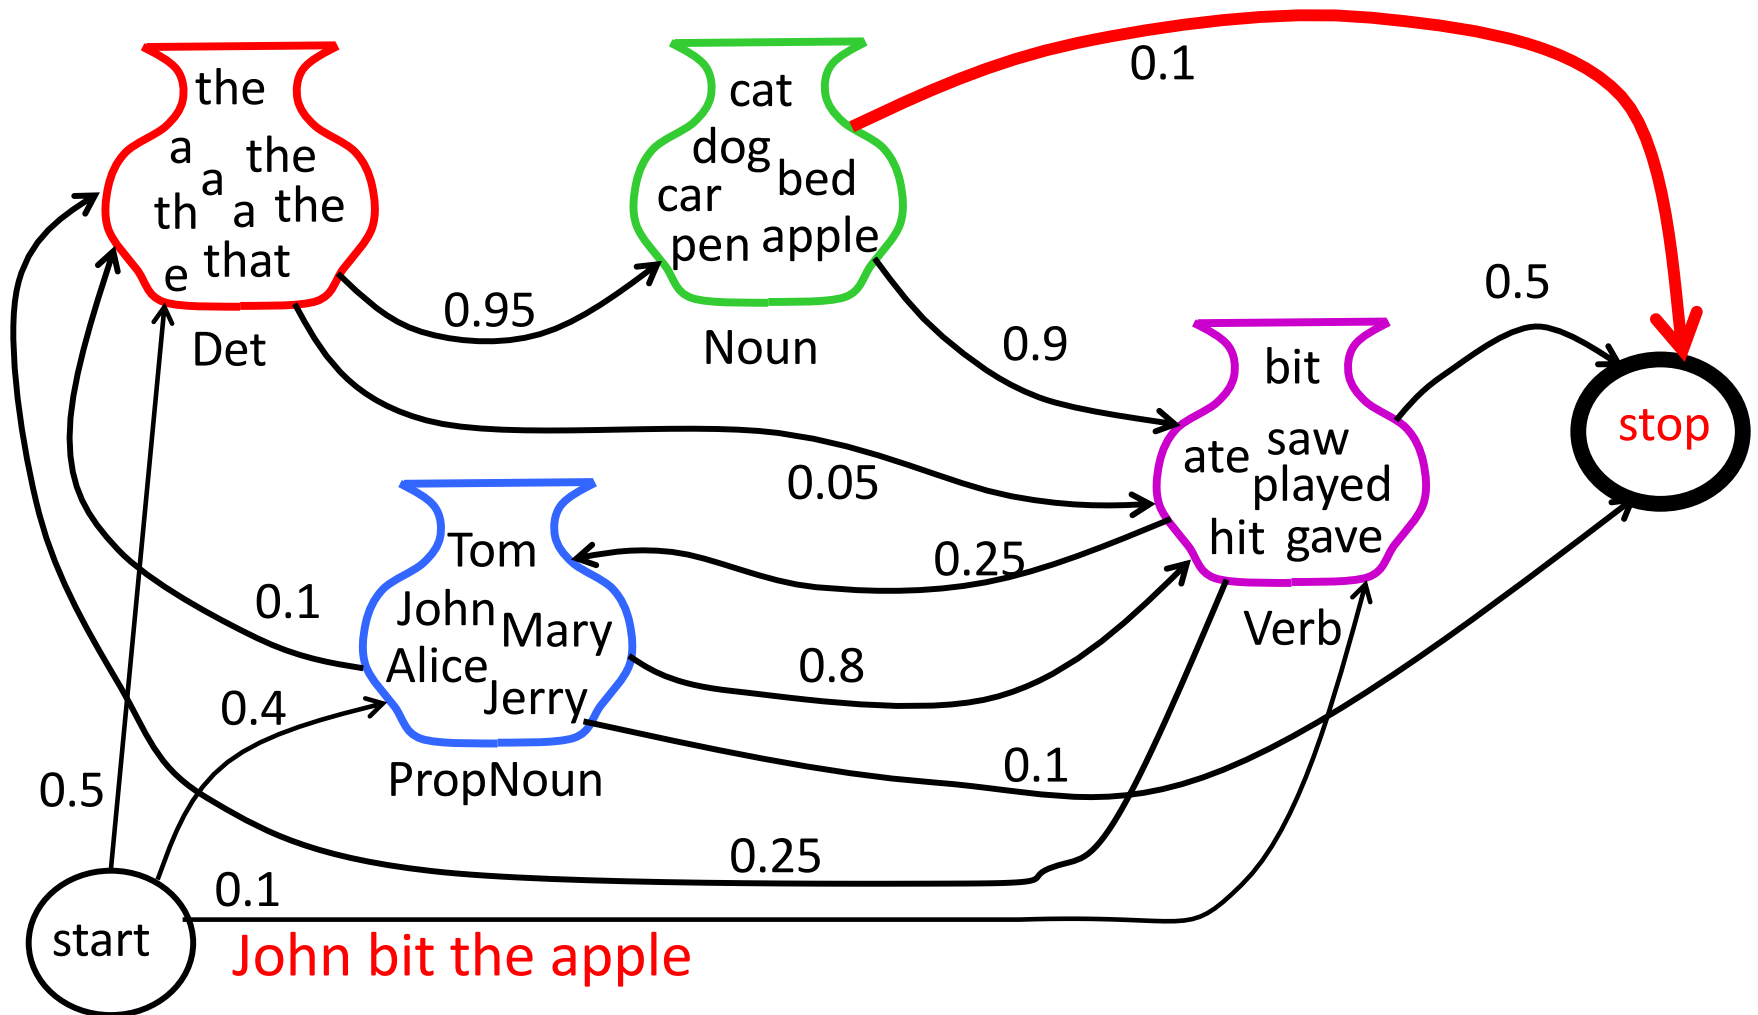 the
a
the
a
th
a
the
e
that
Det
cat
dog
bed
car
pen
apple
Noun
0.1
0.95
0.9
0.5
bit
saw
ate
played
hit
gave
Verb
stop
0.05
0.25
Tom
John
Mary
Alice
Jerry
PropNoun
0.1
0.8
0.4
0.1
0.5
0.25
0.1
start
John bit the apple